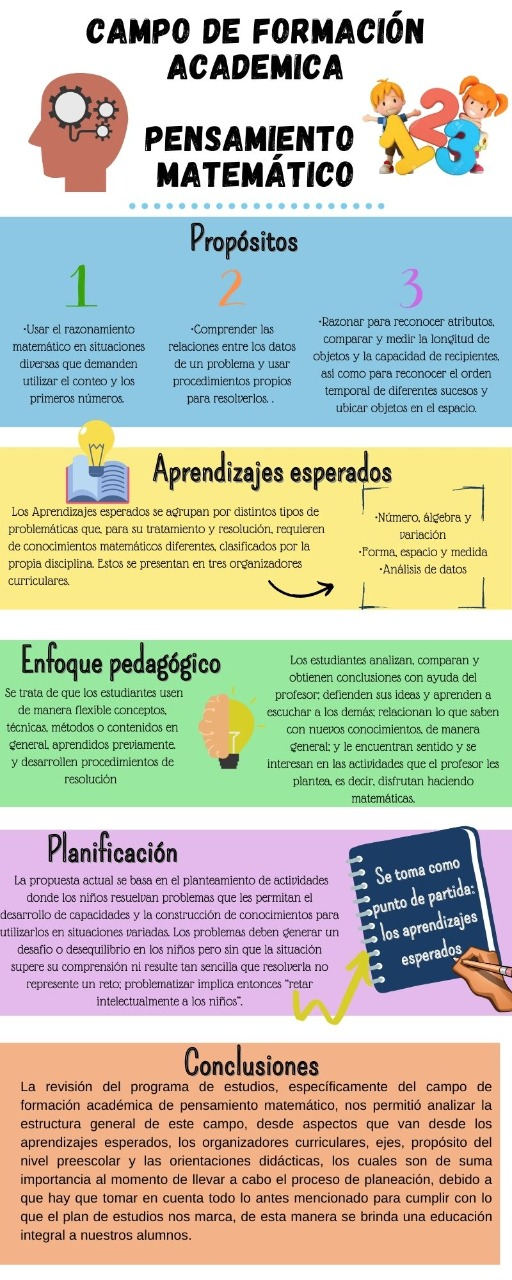 CAMPO DE FORMACIÓN
ACADEMICA
PENSAMIENTO
MATEMÁTICO
1 2 3
Propósitos
1
•Usar el razonamiento
matemático en situaciones
diversas que demanden
utilizar el conteo y los
primeros números.
2
•Comprender las
relaciones entre los datos
de un problema y usar
procedimientos propios
para resolverlos. .
3
•Razonar para reconocer atributos,
comparar y medir la longitud de
objetos y la capacidad de recipientes,
así como para reconocer el orden
temporal de diferentes sucesos y
ubicar objetos en el espacio.
Aprendizajes esperados
Los Aprendizajes esperados se agrupan por distintos tipos de
problemáticas que, para su tratamiento y resolución, requieren
de conocimientos matemáticos diferentes, clasificados por la
propia disciplina. Estos se presentan en tres organizadores
curriculares.
•Número, álgebra y
variación
•Forma, espacio y medida
•Análisis de datos
Enfoque pedagógico
Se trata de que los estudiantes usen
de manera flexible conceptos,
técnicas, métodos o contenidos en
general, aprendidos previamente,
y desarrollen procedimientos de
resolución
Los estudiantes analizan, comparan y
obtienen conclusiones con ayuda del
profesor; defienden sus ideas y aprenden a
escuchar a los demás; relacionan lo que saben
con nuevos conocimientos, de manera
general; y le encuentran sentido y se
interesan en las actividades que el profesor les
plantea, es decir, disfrutan haciendo
matemáticas.
Planificación
La propuesta actual se basa en el planteamiento de actividades
donde los niños resuelvan problemas que les permitan el
desarrollo de capacidades y la construcción de conocimientos para
utilizarlos en situaciones variadas. Los problemas deben generar un
desafío o desequilibrio en los niños pero sin que la situación
supere su comprensión ni resulte tan sencilla que resolverla no
represente un reto; problematizar implica entonces “retar
intelectualmente a los niños”.
Se toma como
punto de partida:
los aprendizajes
esperados
Conclusiones
La revisión del programa de estudios, específicamente del campo de
formación académica de pensamiento matemático, nos permitió analizar la
estructura general de este campo, desde aspectos que van desde los
aprendizajes esperados, los organizadores curriculares, ejes, propósito del
nivel preescolar y las orientaciones didácticas, los cuales son de suma
importancia al momento de llevar a cabo el proceso de planeación, debido a
que hay que tomar en cuenta todo lo antes mencionado para cumplir con lo
que el plan de estudios nos marca, de esta manera se brinda una educación
integral a nuestros alumnos.